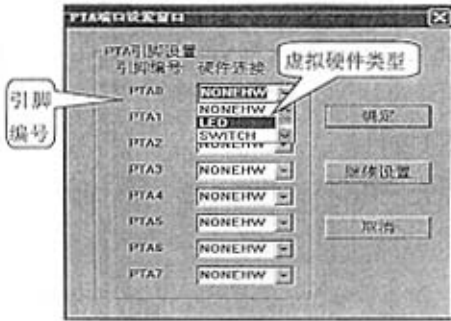 PTA端口设置窗口
PTA引脚设置
引脚编号 硬件连接
虚拟硬件类型
引脚编号
PTA0 NONEHW
NONEHW
LED
SWITCH
PTA1
PTA2 NONEHW
PTA3 NONEHW
PTA4 NONEHW
PTA5 NONEHW
PTA6 NONEHW
PTA7 NONEHW
确定
继续设置
取消